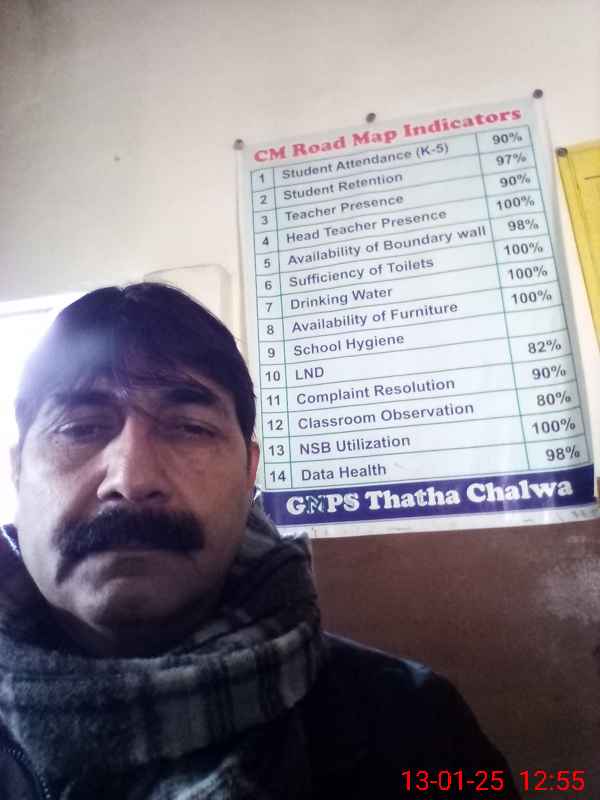 CM Road Map Indicators
1 Student Attendance (K-5) 90%
2 Student Retention 97%
3 Teacher Presence 90%
4 Head Teacher Presence 100%
5 Availability of Boundary wall 98%
6 Sufficiency of Toilets 100%
7 Drinking Water 100%
8 Availability of Furniture 100%
9 School Hygiene
10 LND 82%
11 Complaint Resolution 90%
12 Classroom Observation 80%
13 NSB Utilization 100%
14 Data Health 98%
GMPS Thatha Chalwa
13-01-25 12:55